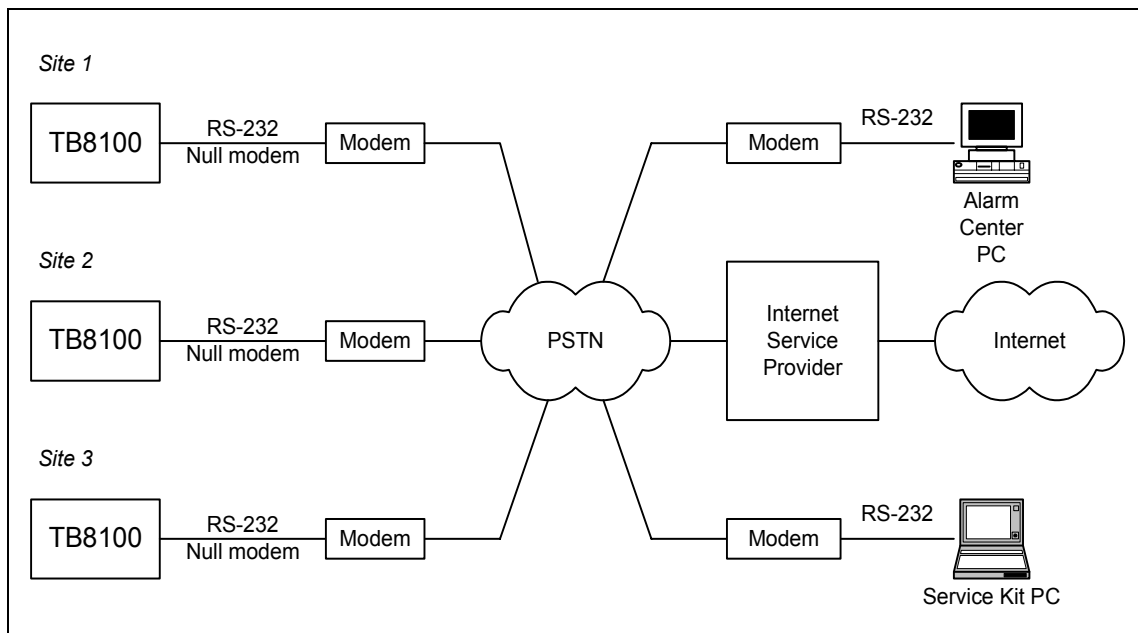 Site 1
TB8100
RS-232
Null modem
Modem
Modem
RS-232
Alarm
Center
PC
Site 2
TB8100
RS-232
Null modem
Modem
PSTN
Internet
Service
Provider
Internet
Site 3
TB8100
RS-232
Null modem
Modem
Modem
RS-232
Service Kit PC